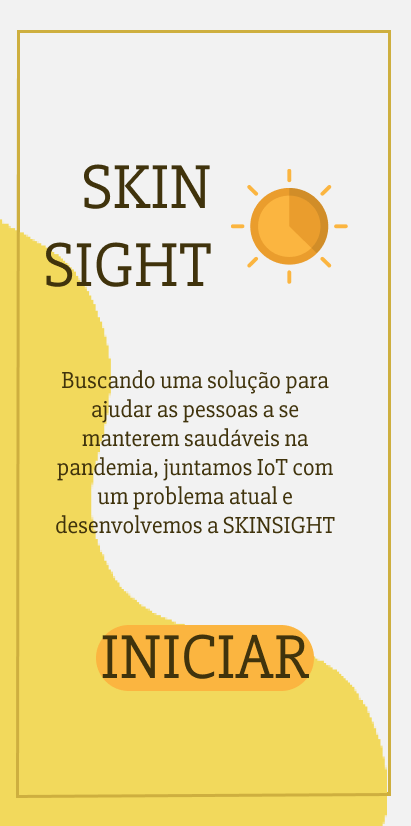 SKIN
SIGHT
Buscando uma solução para
ajudar as pessoas a se
manterem saudáveis na
pandemia, juntamos IoT com
um problema atual e
desenvolvemos a SKINSIGHT
INICIAR